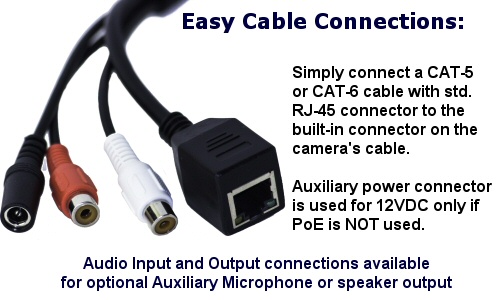 Easy Cable Connections:
Simply connect a CAT-5
or CAT-6 cable with std.
RJ-45 connector to the
built-in connector on the
camera's cable.
Auxiliary power connector
is used for 12VDC only if
PoE is NOT used.
Audio Input and Output connections available
for optional Auxiliary Microphone or speaker output